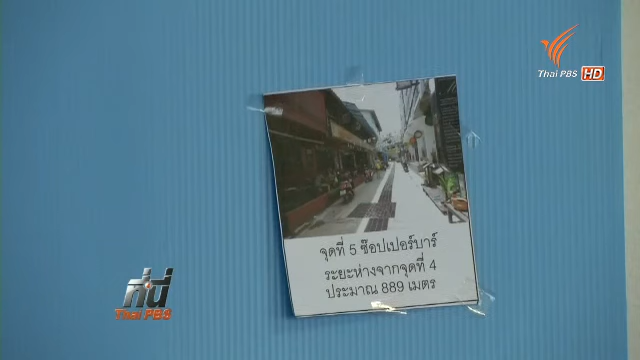 Thai PBS HD
จุดที่ 5 ช๊อปเปอร์บาร์
ระยะห่างจากจุดที่ 4
ประมาณ 889 เมตร
ที่นี่
Thai PBS